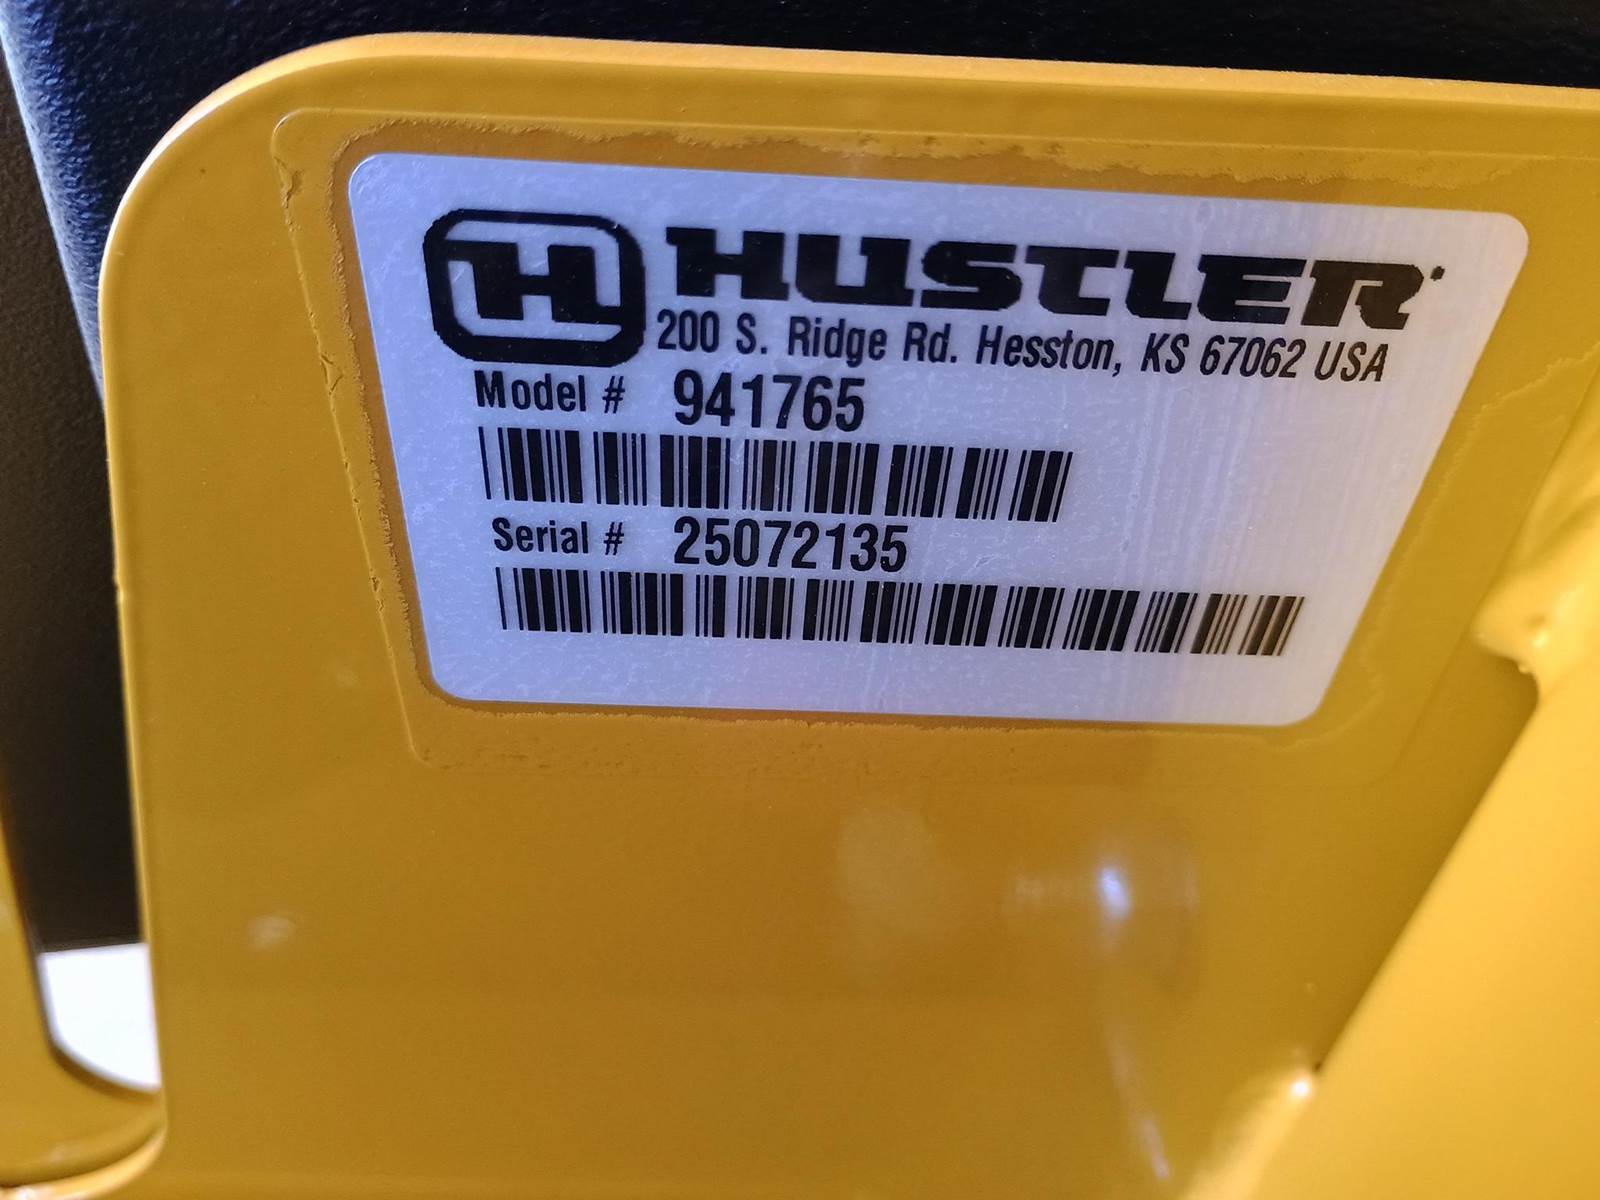 H HUSTLER
200 S. Ridge Rd. Hesston, KS 67062 USA
Model # 941765
Serial # 25072135